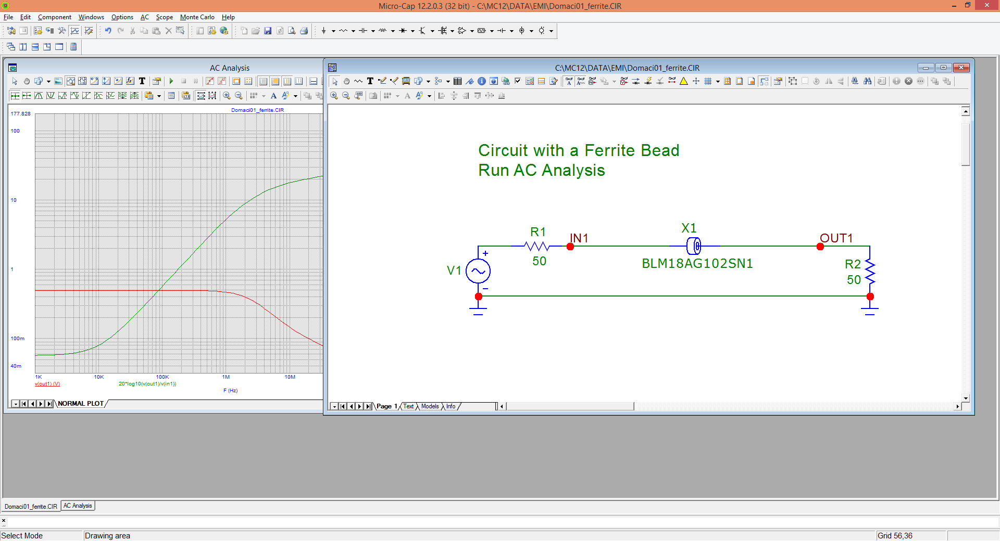 Micro-Cap 12.2.0.3 (32 bit) - C:\MC12\DATA\EMI\Domaci01_ferrite.CIR
File Edit Component Windows Options AC Scope Monte Carlo Help
AC Analysis
Domaci01_ferrite.CIR
177.828
100
10
1
100m
40m
1K 10K 100K 1M 10M
v(out1) (V) 20*log10(v(out1)/v(in1))
F (Hz)
NORMAL PLOT
C:\MC12\DATA\EMI\Domaci01_ferrite.CIR
Circuit with a Ferrite Bead
Run AC Analysis
R1
50
IN1
X1
BLM18AG102SN1
OUT1
V1
+
−
R2
50
Page 1 Text Models Info
Domaci01_ferrite.CIR AC Analysis
Select Mode Drawing area Grid 56,36